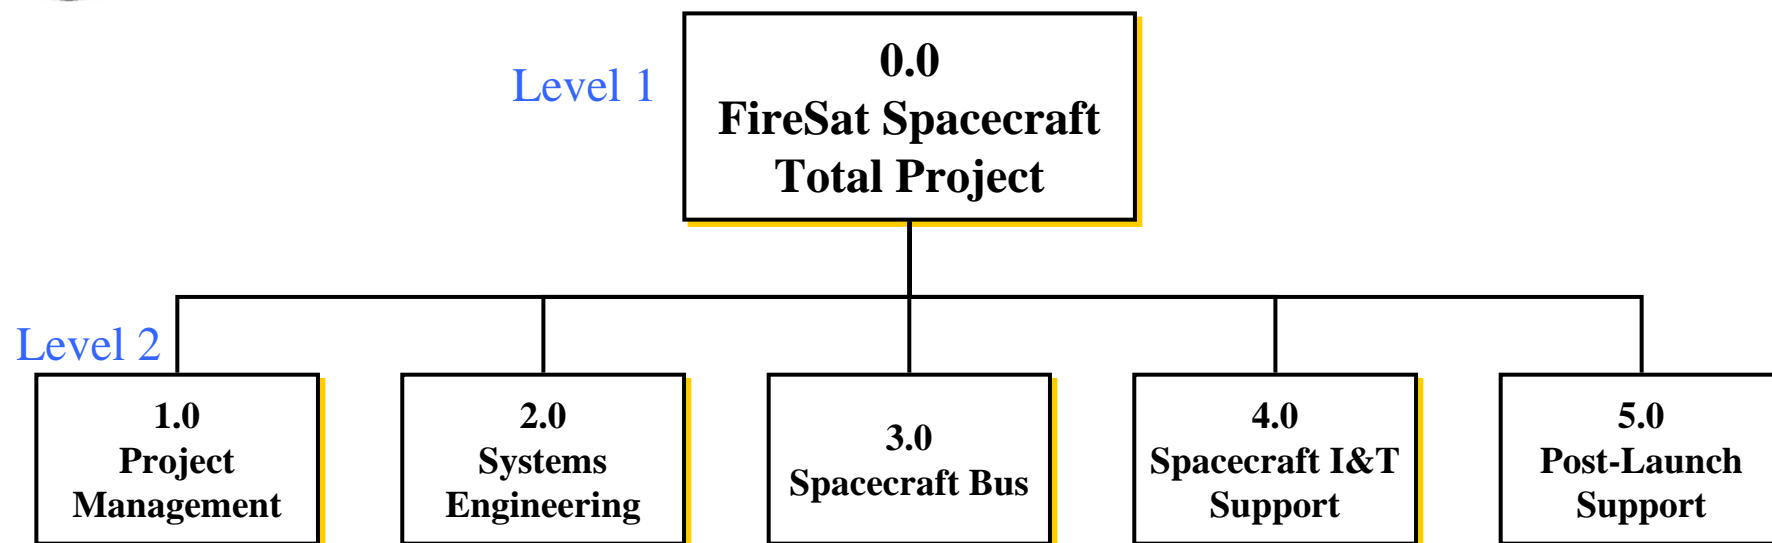 Level 1
0.0
FireSat Spacecraft
Total Project
Level 2
1.0
Project
Management
2.0
Systems
Engineering
3.0
Spacecraft Bus
4.0
Spacecraft I&T
Support
5.0
Post-Launch
Support